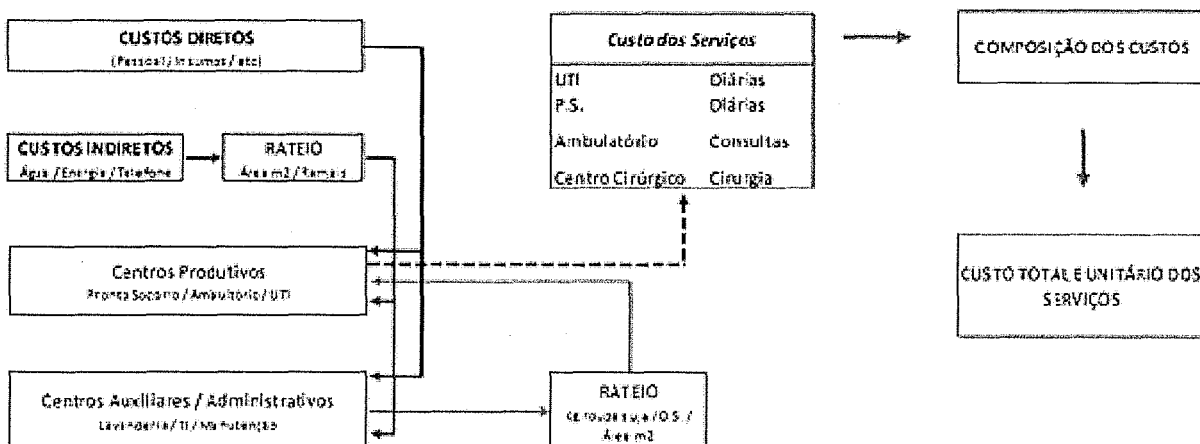 CUSTOS DIRETOS
(Pessoal / Insumos / etc)
CUSTOS INDIRETOS
Água / Energia / Telefone
RATEIO
Área m2 / Ramais
Centros Produtivos
Pronto Socorro / Ambultório / UTI
Centros Auxiliares / Administrativos
Lavanderia / TI / Manutenção
Custo dos Serviços
UTI Diárias
P.S. Diárias
Ambulatório Consultas
Centro Cirúrgico Cirurgia
RATEIO
suja / O.S. /
Área m2
COMPOSIÇÃO DOS CUSTOS
CUSTO TOTAL E UNITÁRIO DOS
SERVIÇOS